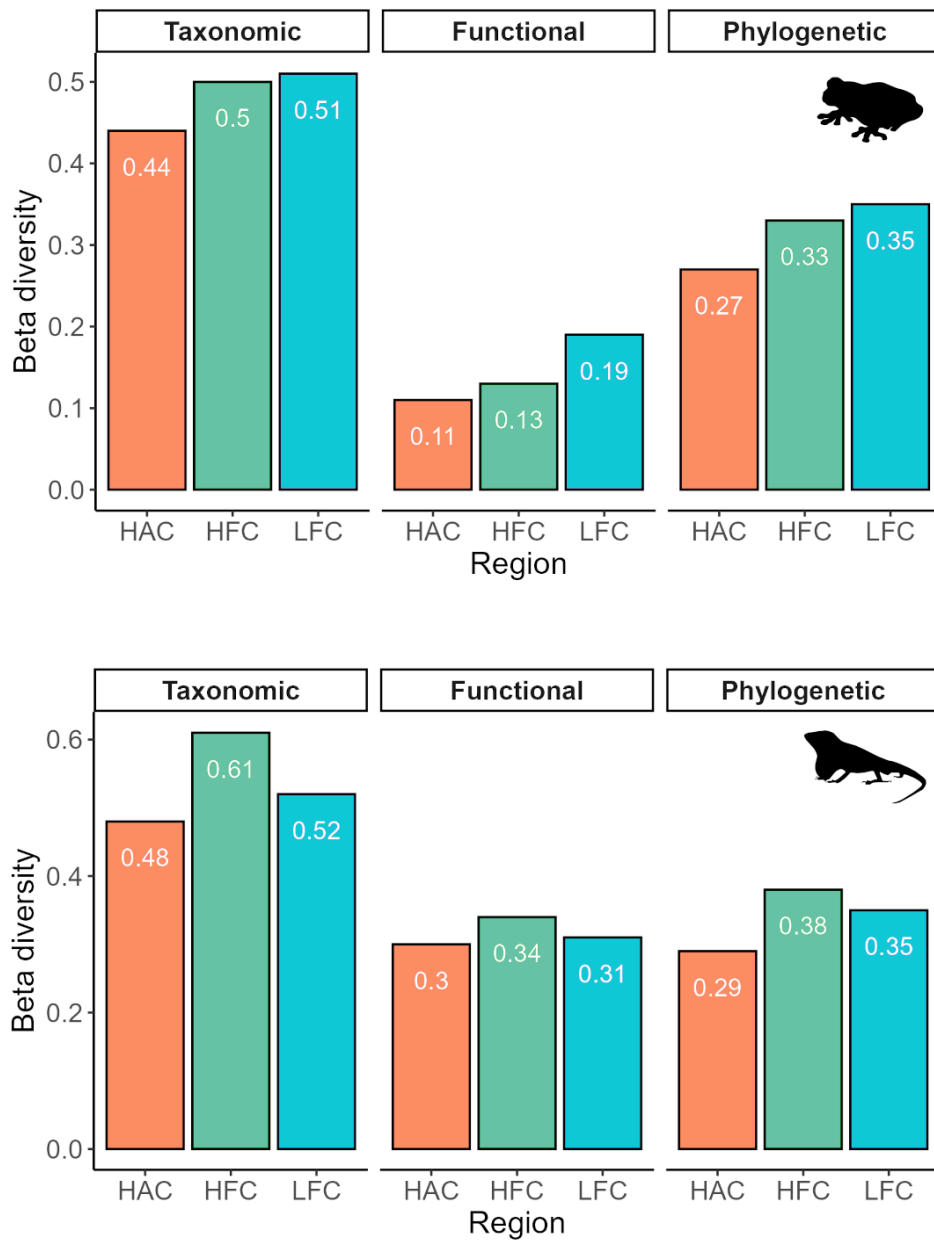 Taxonomic Functional Phylogenetic
Beta diversity
0.5
0.4
0.3
0.2
0.1
0.0
0.44 0.5 0.51
0.11 0.13 0.19
0.27 0.33 0.35
HAC HFC LFC HAC HFC LFC HAC HFC LFC
Region
Taxonomic Functional Phylogenetic
Beta diversity
0.6
0.4
0.2
0.0
0.48 0.61 0.52
0.3 0.34 0.31
0.29 0.38 0.35
HAC HFC LFC HAC HFC LFC HAC HFC LFC
Region